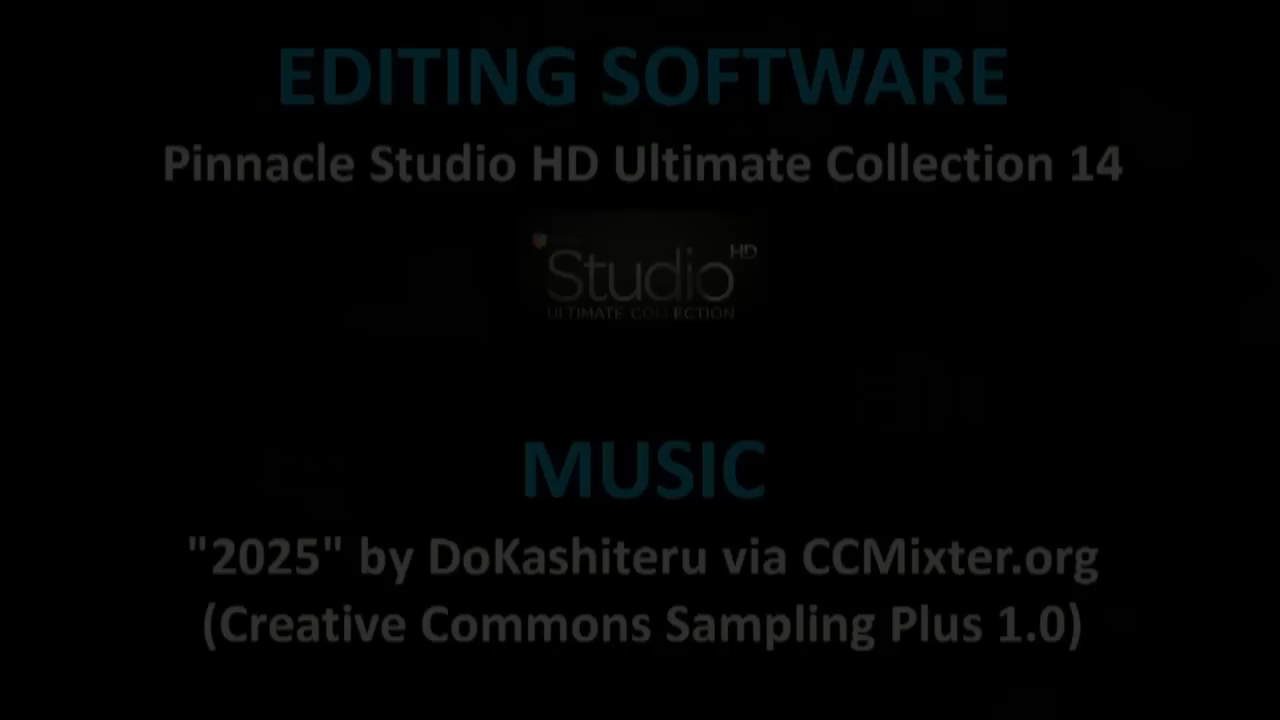 EDITING SOFTWARE
Pinnacle Studio HD Ultimate Collection 14
Studio HD
ULTIMATE COLLECTION
MUSIC
"2025" by DoKashiteru via CCMixter.org
(Creative Commons Sampling Plus 1.0)